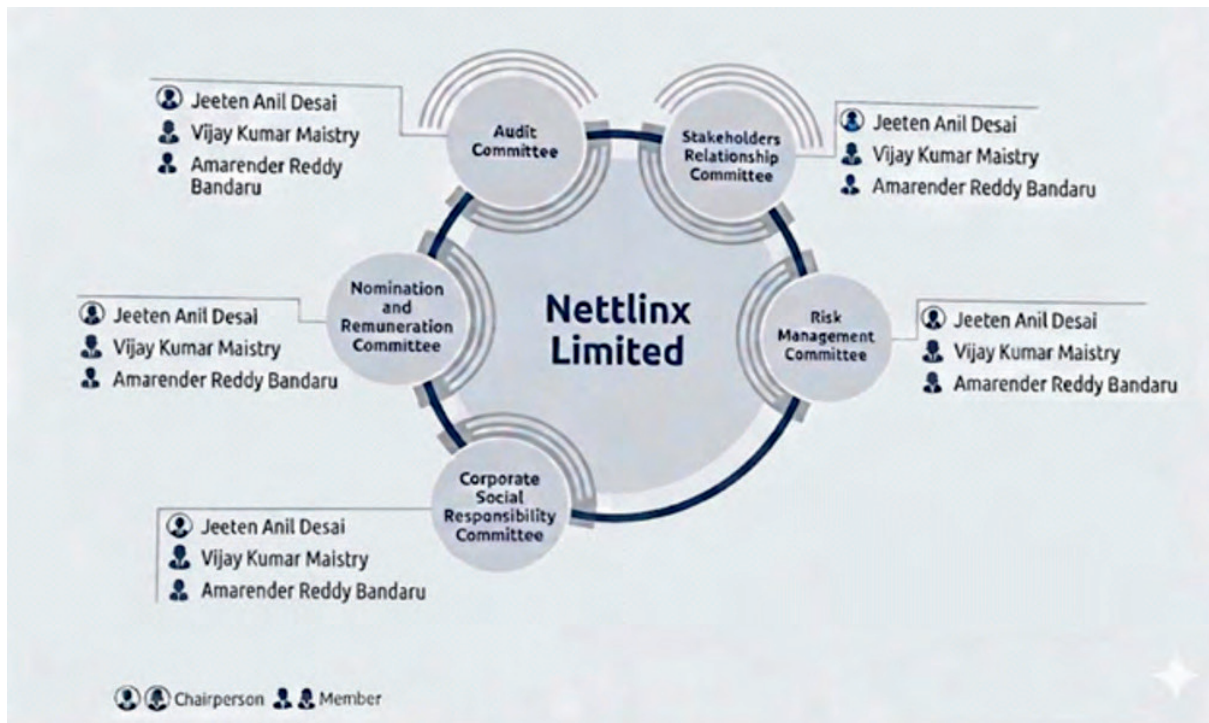 Jeeten Anil Desai
Vijay Kumar Maistry
Amarender Reddy
Bandaru
Audit
Committee
Stakeholders
Relationship
Committee
Jeeten Anil Desai
Vijay Kumar Maistry
Amarender Reddy Bandaru
Jeeten Anil Desai
Vijay Kumar Maistry
Amarender Reddy Bandaru
Nomination
and
Remuneration
Committee
Nettlinx
Limited
Risk
Management
Committee
Jeeten Anil Desai
Vijay Kumar Maistry
Amarender Reddy Bandaru
Corporate
Social
Responsibility
Committee
Jeeten Anil Desai
Vijay Kumar Maistry
Amarender Reddy Bandaru
Chairperson Member